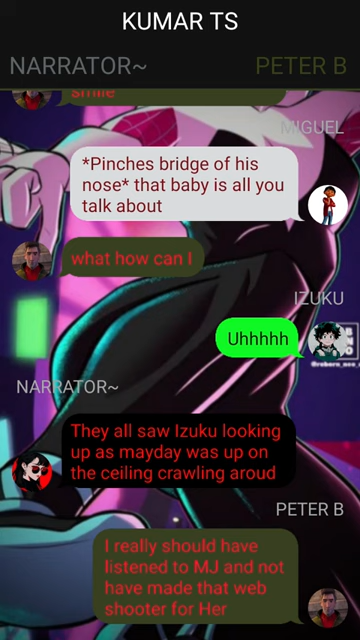 KUMAR TS
NARRATOR~ PETER B
smile
MIGUEL
*Pinches bridge of his
nose* that baby is all you
talk about
what how can I
IZUKU
Uhhhhh
NARRATOR~
They all saw Izuku looking
up as mayday was up on
the ceiling crawling aroud
PETER B
I really should have
listened to MJ and not
have made that web
shooter for Her